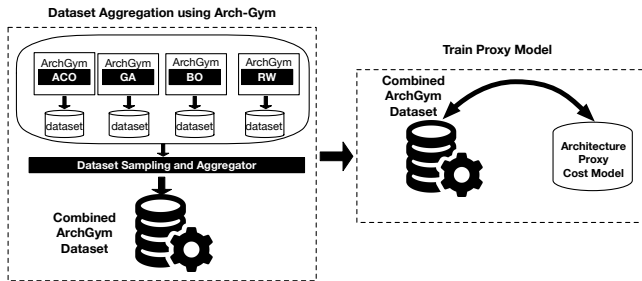 Dataset Aggregation using Arch-Gym
ArchGym ArchGym ArchGym ArchGym
ACO GA BO RW
dataset dataset dataset dataset
Dataset Sampling and Aggregator
Combined
ArchGym
Dataset
Train Proxy Model
Combined
ArchGym
Dataset
Architecture
Proxy
Cost Model